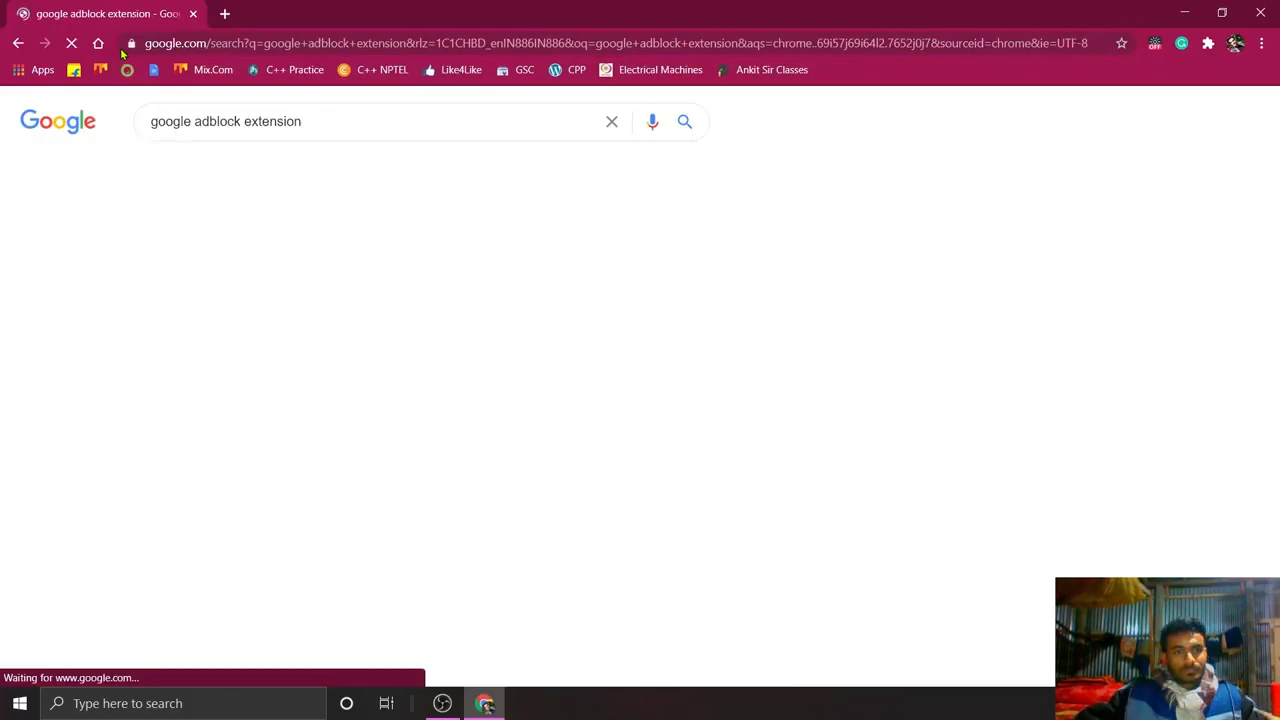 google adblock extension - Goo
google.com/search?q=google+adblock+extension&rlz=1C1CHBD_enIN886IN886&oq=google+adblock+extension&aqs=chrome..69i57j69i64l2.7652j0j7&sourceid=chrome&ie=UTF-8
OFF
Apps Mix.Com C++ Practice C++ NPTEL Like4Like GSC CPP Electrical Machines Ankit Sir Classes
Google google adblock extension
Waiting for www.google.com...
Type here to search